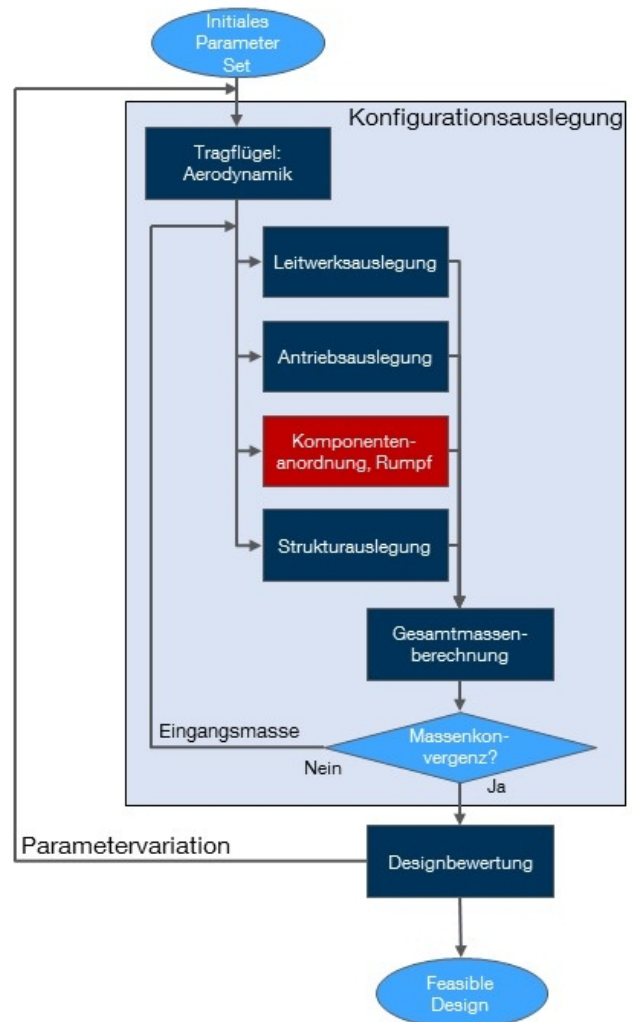 Initiales
Parameter
Set
Konfigurationsauslegung
Tragflügel:
Aerodynamik
Leitwerksauslegung
Antriebsauslegung
Komponenten-
anordnung, Rumpf
Strukturauslegung
Gesamtmassen-
berechnung
Eingangsmasse
Massenkon-
vergenz?
Nein
Ja
Parametervariation
Designbewertung
Feasible
Design